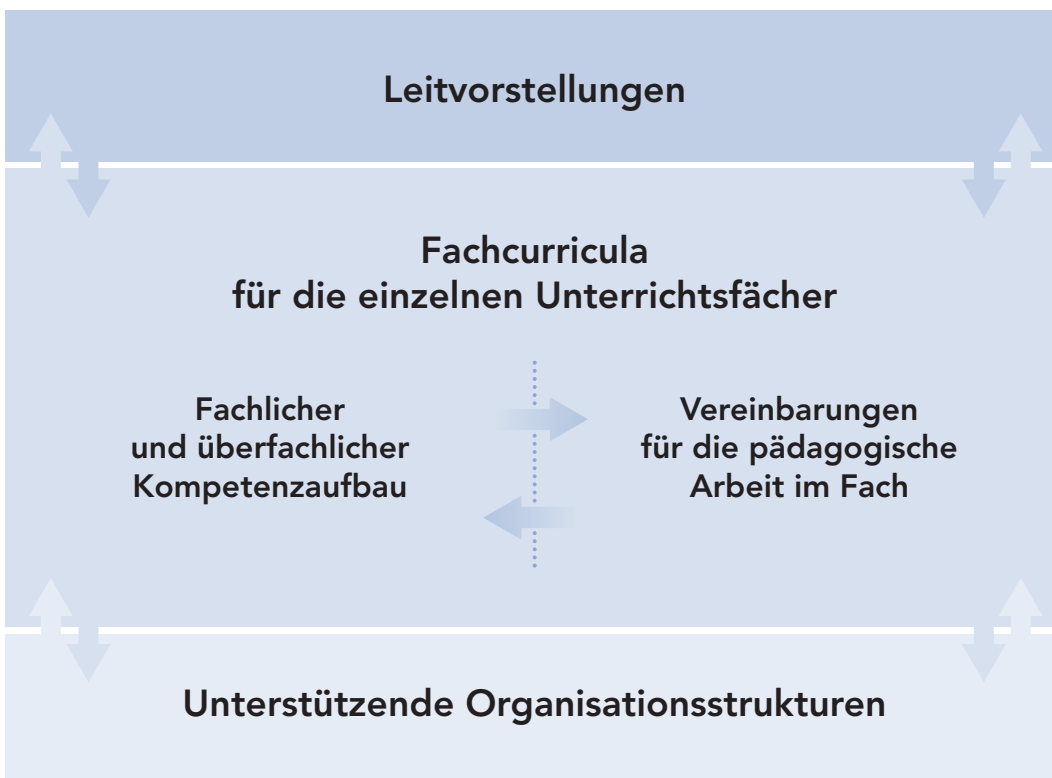 Leitvorstellungen
Fachcurricula
für die einzelnen Unterrichtsfächer
Fachlicher
und überfachlicher
Kompetenzaufbau
Vereinbarungen
für die pädagogische
Arbeit im Fach
Unterstützende Organisationsstrukturen